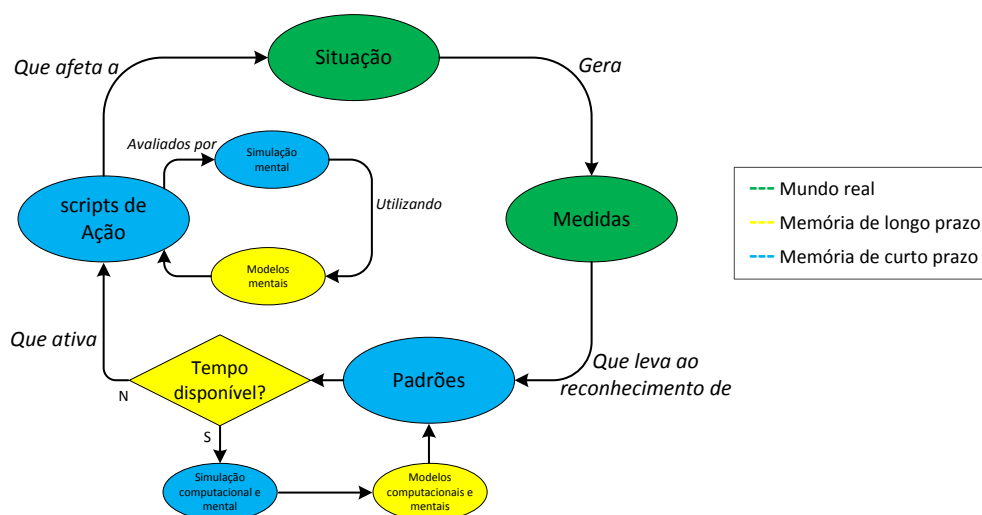 Situação
Que afeta a
Gera
Avaliados por
Simulação
mental
Utilizando
scripts de
Ação
Medidas
Modelos
mentais
Mundo real
Memória de longo prazo
Memória de curto prazo
Que ativa
Tempo
disponível?
Padrões
Que leva ao
reconhecimento de
N
S
Simulação
computacional e
mental
Modelos
computacionais e
mentais